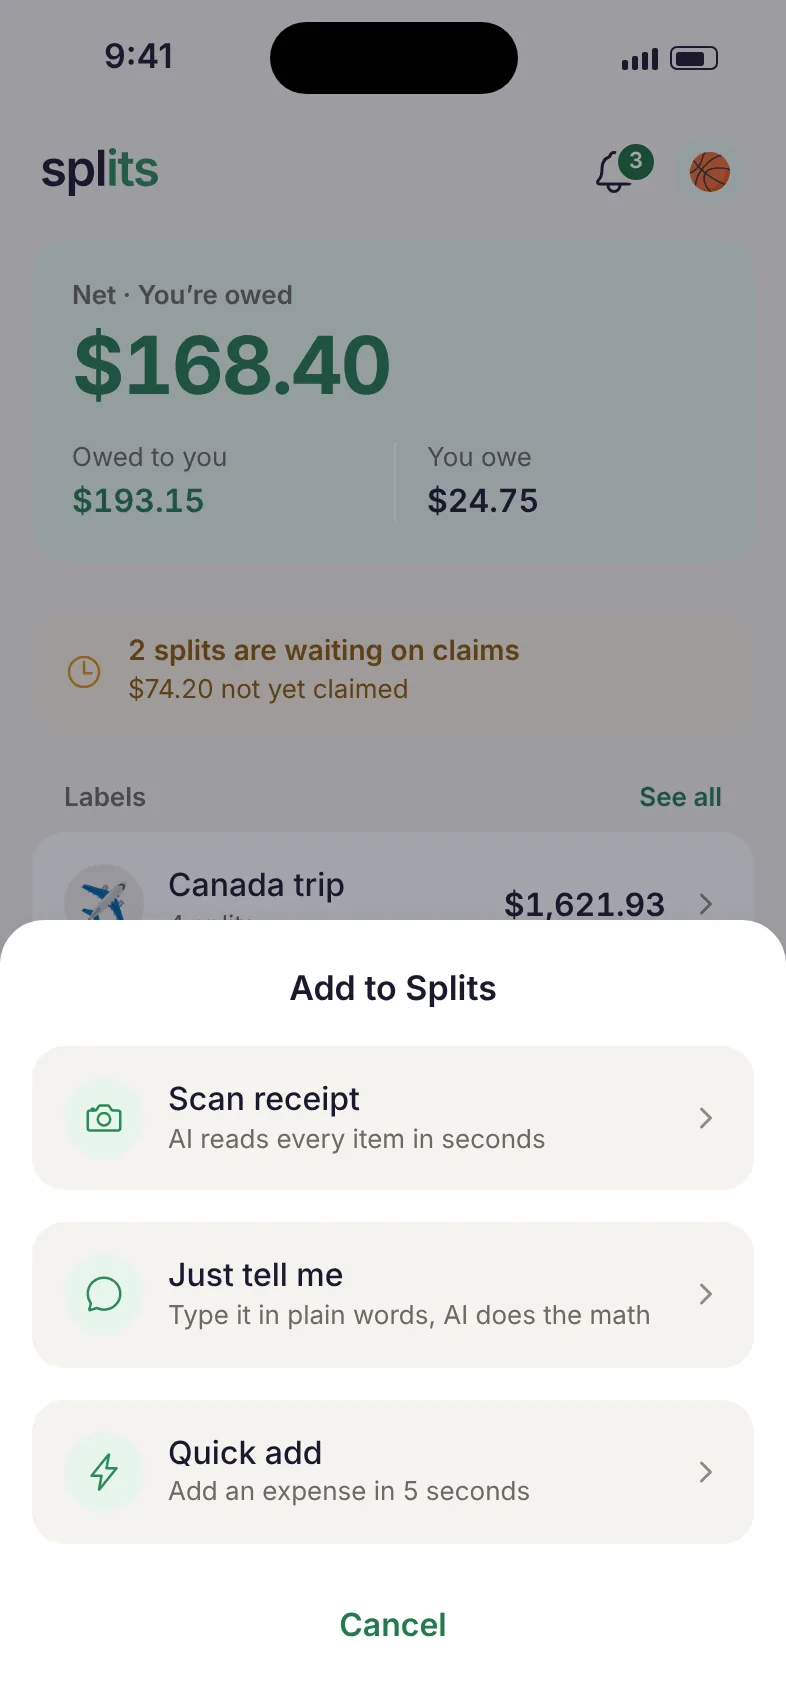 9:41
splits
3
Net · You’re owed
$168.40
Owed to you
You owe
$193.15
$24.75
2 splits are waiting on claims
$74.20 not yet claimed
Labels
See all
Canada trip
$1,621.93
Add to Splits
Scan receipt
AI reads every item in seconds
Just tell me
Type it in plain words, AI does the math
Quick add
Add an expense in 5 seconds
Cancel